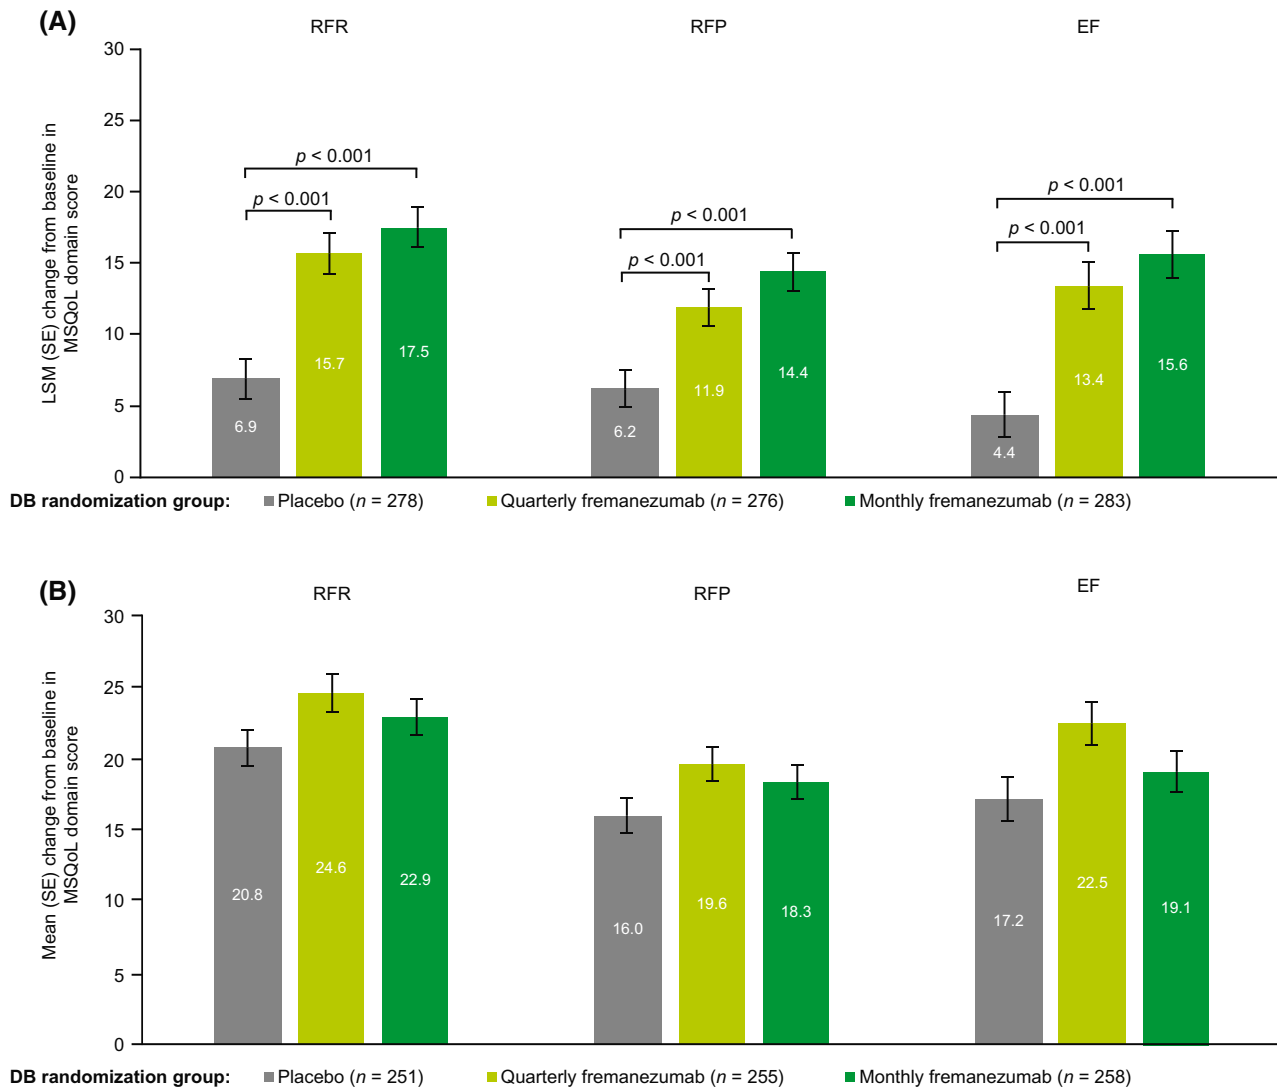 (A)
RFR RFP EF
LSM (SE) change from baseline in
MSQoL domain score
30
25
20
15
10
5
0
p < 0.001
p < 0.001
6.9
15.7
17.5
p < 0.001
p < 0.001
6.2
11.9
14.4
p < 0.001
p < 0.001
4.4
13.4
15.6
DB randomization group: Placebo (n = 278) Quarterly fremanezumab (n = 276) Monthly fremanezumab (n = 283)
(B)
RFR RFP EF
Mean (SE) change from baseline in
MSQoL domain score
30
25
20
15
10
5
0
20.8
24.6
22.9
16.0
19.6
18.3
17.2
22.5
19.1
DB randomization group: Placebo (n = 251) Quarterly fremanezumab (n = 255) Monthly fremanezumab (n = 258)